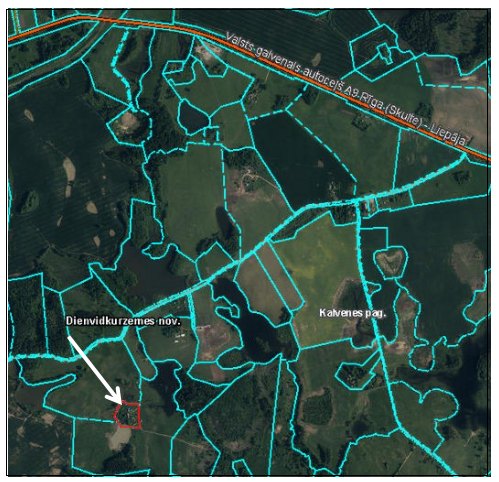 Valsts galvenais autoceļš A9 Rīga (Skulte) - Liepāja
Kalvenes pag.
Dienvidkurzemes nov.